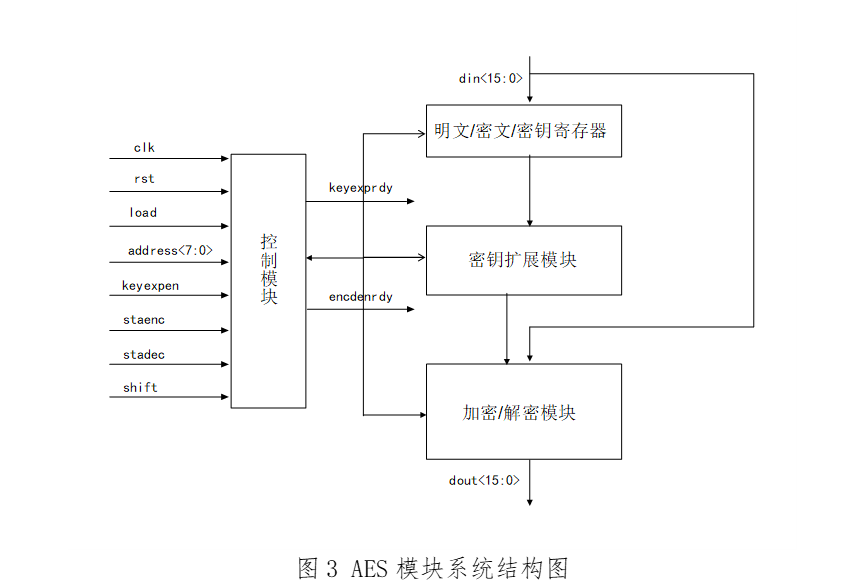 din<15:0>
明文/密文/密钥寄存器
clk
rst
load
address<7:0>
keyexpen
staenc
stadec
shift
控制模块
keyexprdy
encdenrdy
密钥扩展模块
加密/解密模块
dout<15:0>
图 3 AES 模块系统结构图